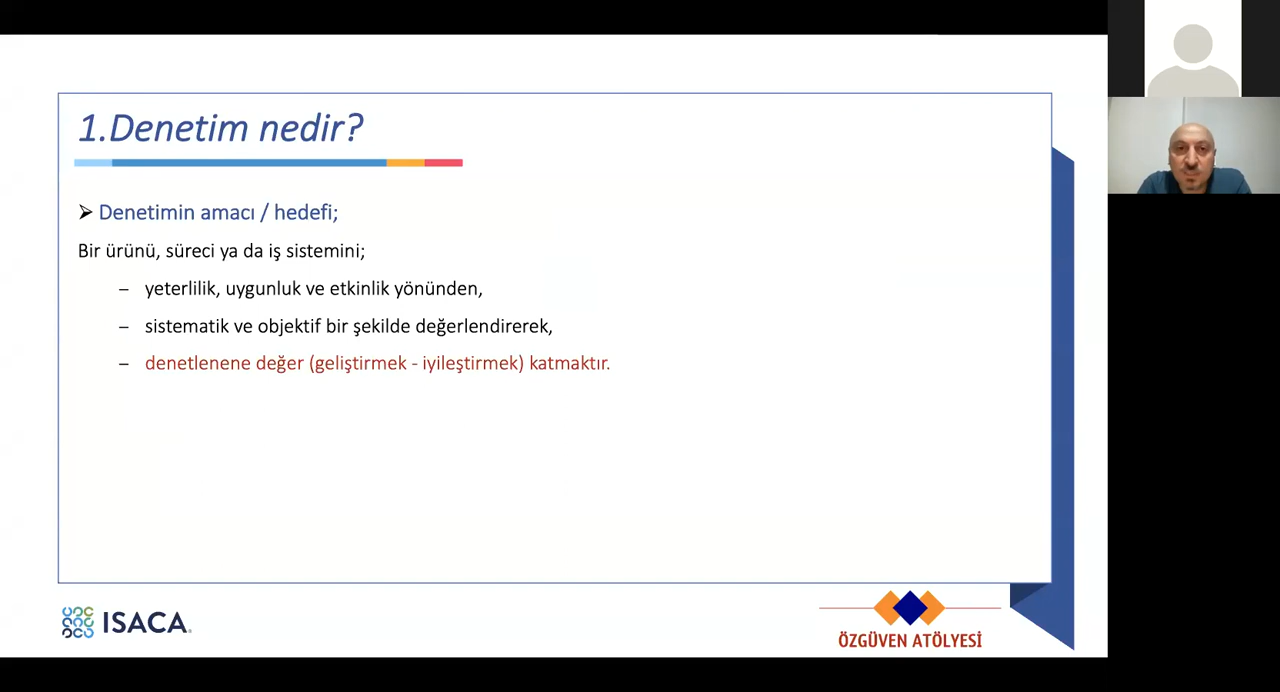 1.Denetim nedir?
➢ Denetimin amacı / hedefi;
Bir ürünü, süreci ya da iş sistemini;
– yeterlilik, uygunluk ve etkinlik yönünden,
– sistematik ve objektif bir şekilde değerlendirerek,
– denetlenene değer (geliştirmek - iyileştirmek) katmaktır.
ISACA®
ÖZGÜVEN ATÖLYESİ